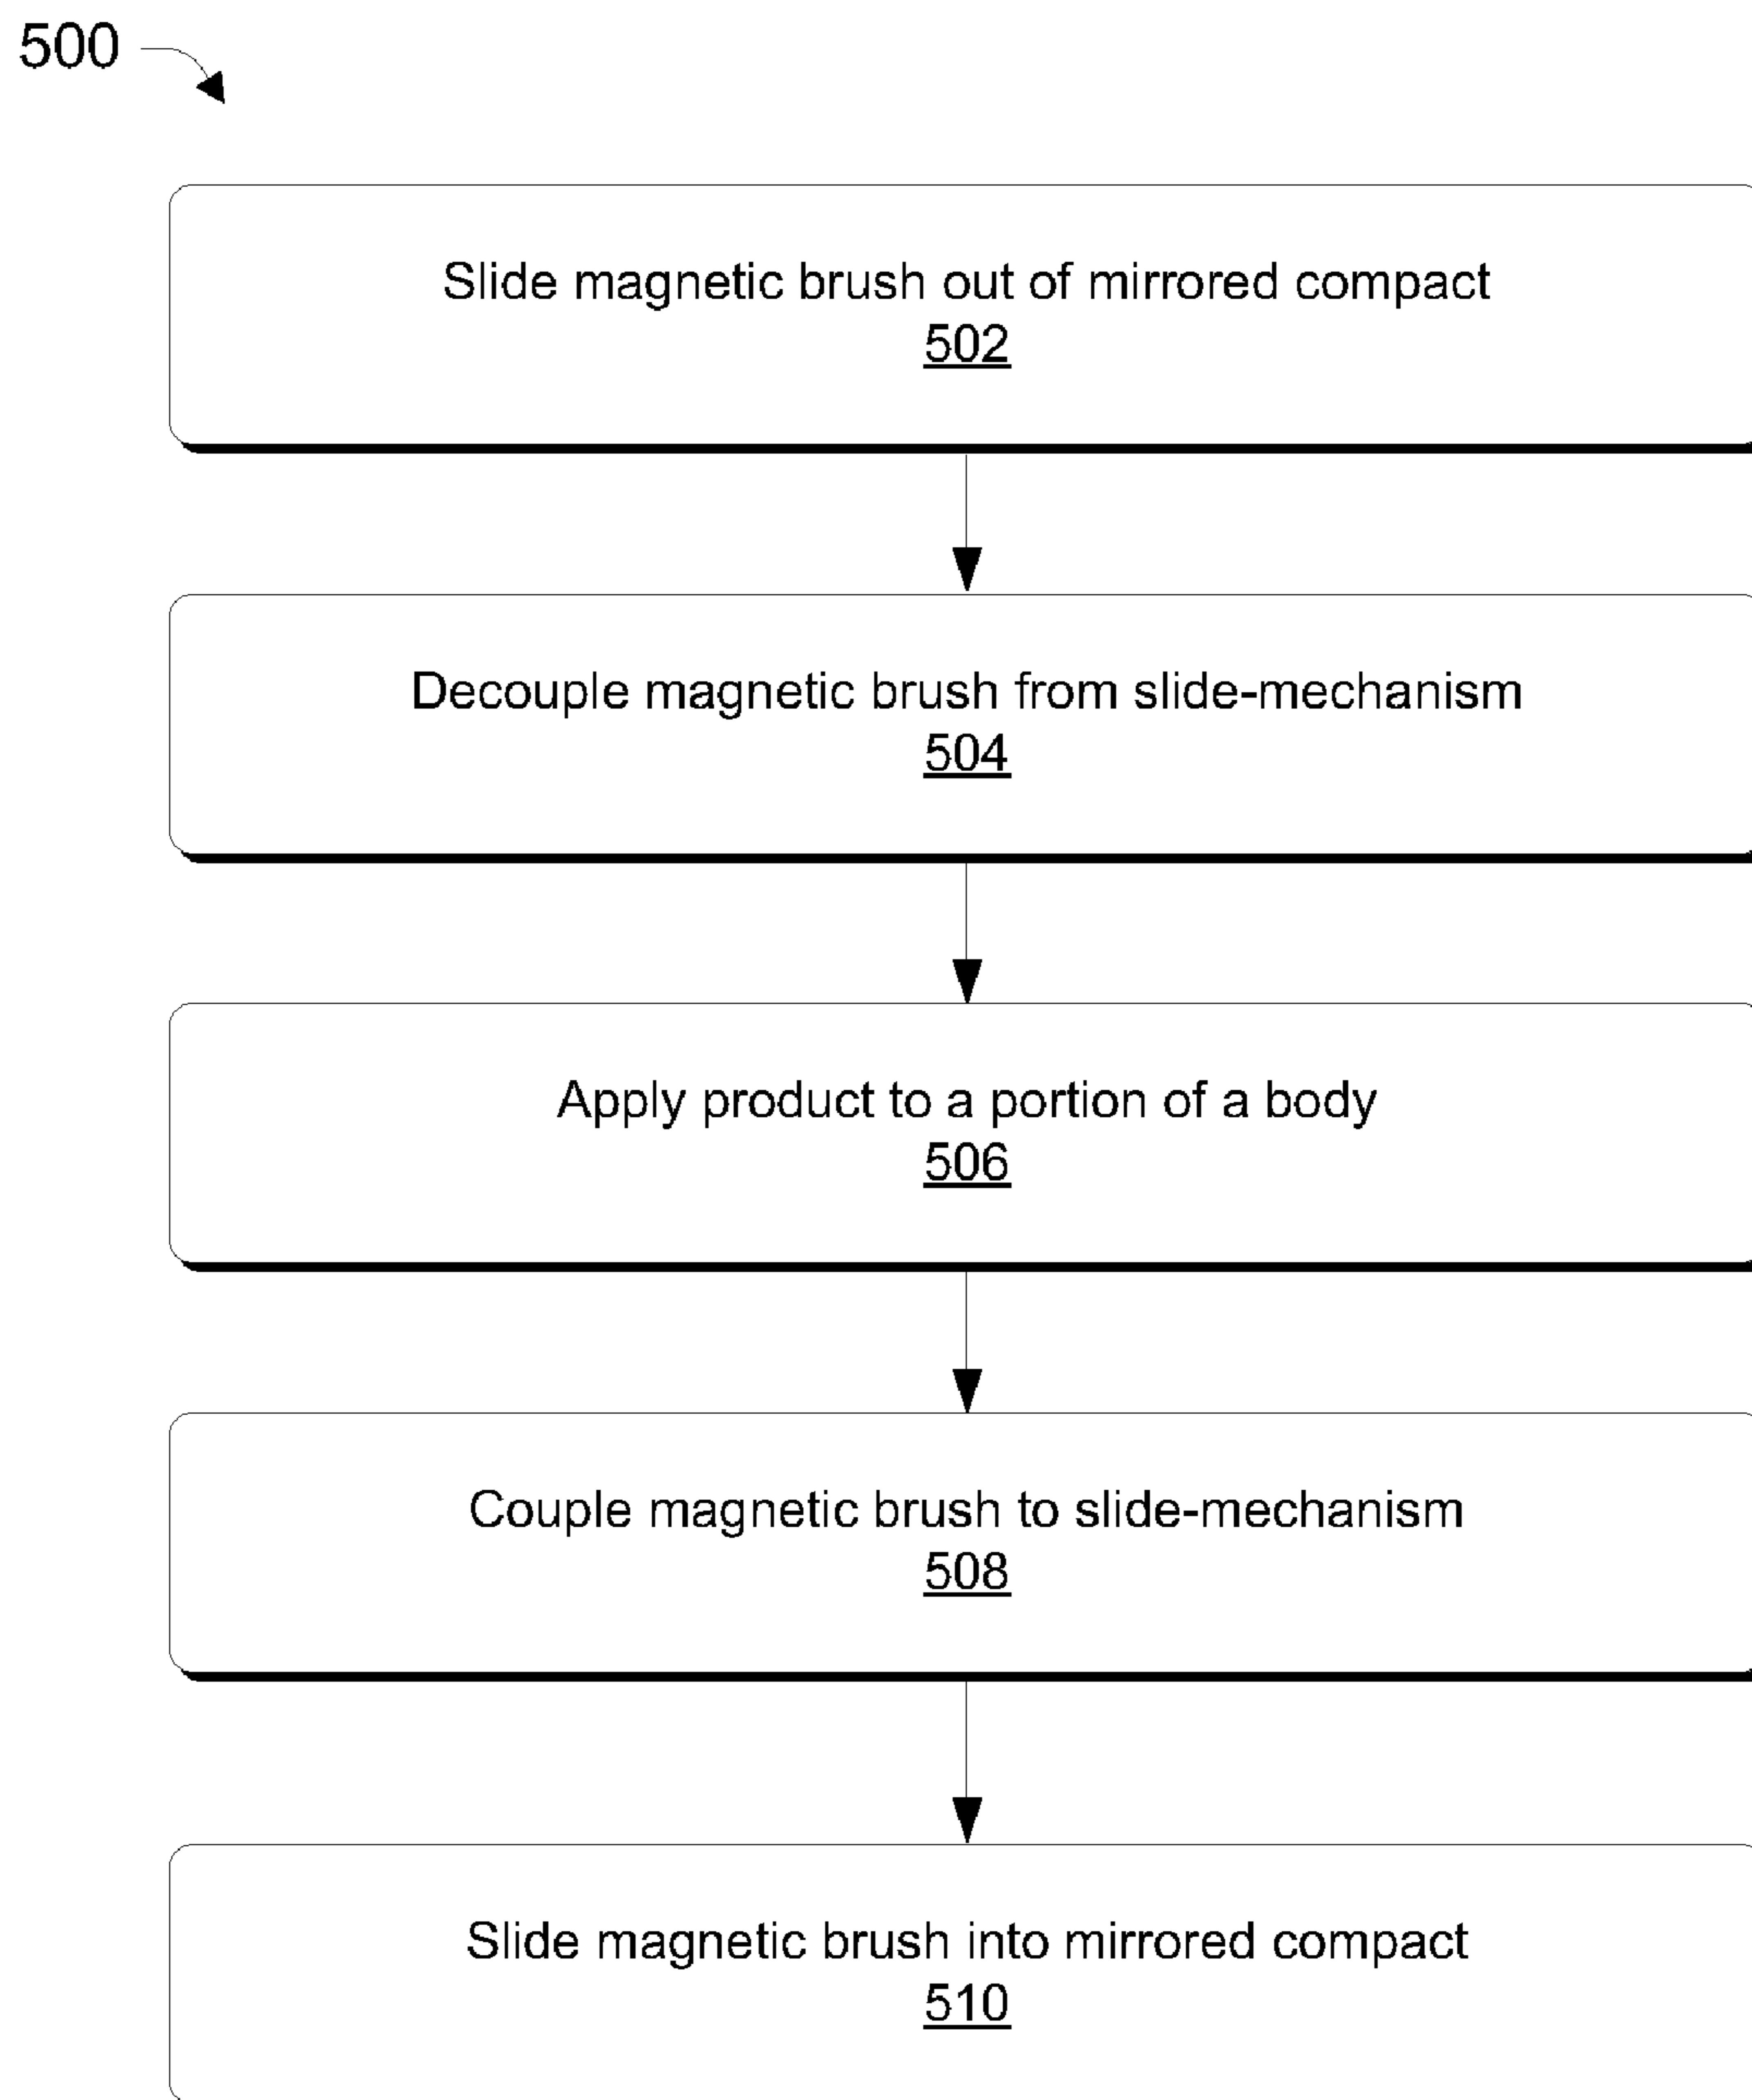 500
Slide magnetic brush out of mirrored compact
502
Decouple magnetic brush from slide-mechanism
504
Apply product to a portion of a body
506
Couple magnetic brush to slide-mechanism
508
Slide magnetic brush into mirrored compact
510